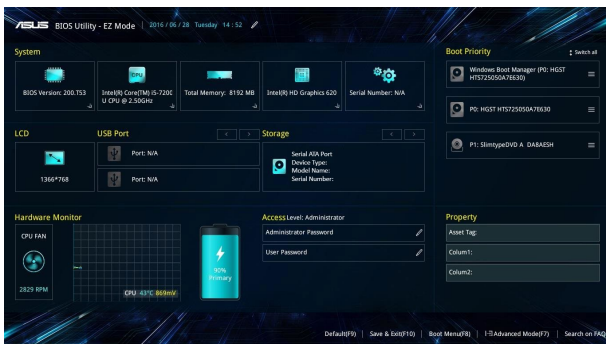 ASUS BIOS Utility - EZ Mode 2016 / 06 / 28 Tuesday 14 : 52
System
BIOS Version: 200.T53
CPU
Intel(R) Core(TM) i5-7200
U CPU @ 2.50GHz
Total Memory: 8192 MB
Intel(R) HD Graphics 620
Serial Number: N/A
Boot Priority
Switch all
Windows Boot Manager (P0: HGST
HTS725050A7E630)
P0: HGST HTS725050A7E630
P1: SlimtypeDVD A DA8AESH
LCD
1366*768
USB Port
Port: N/A
Port: N/A
Storage
Serial ATA Port
Device Type:
Model Name:
Serial Number:
Hardware Monitor
CPU FAN
2829 RPM
CPU 43°C 869mV
90%
Primary
Access Level: Administrator
Administrator Password
User Password
Property
Asset Tag:
Colum1:
Colum2:
Default(F9) | Save & Exit(F10) | Boot Menu(F8) | Advanced Mode(F7) | Search on FAQ